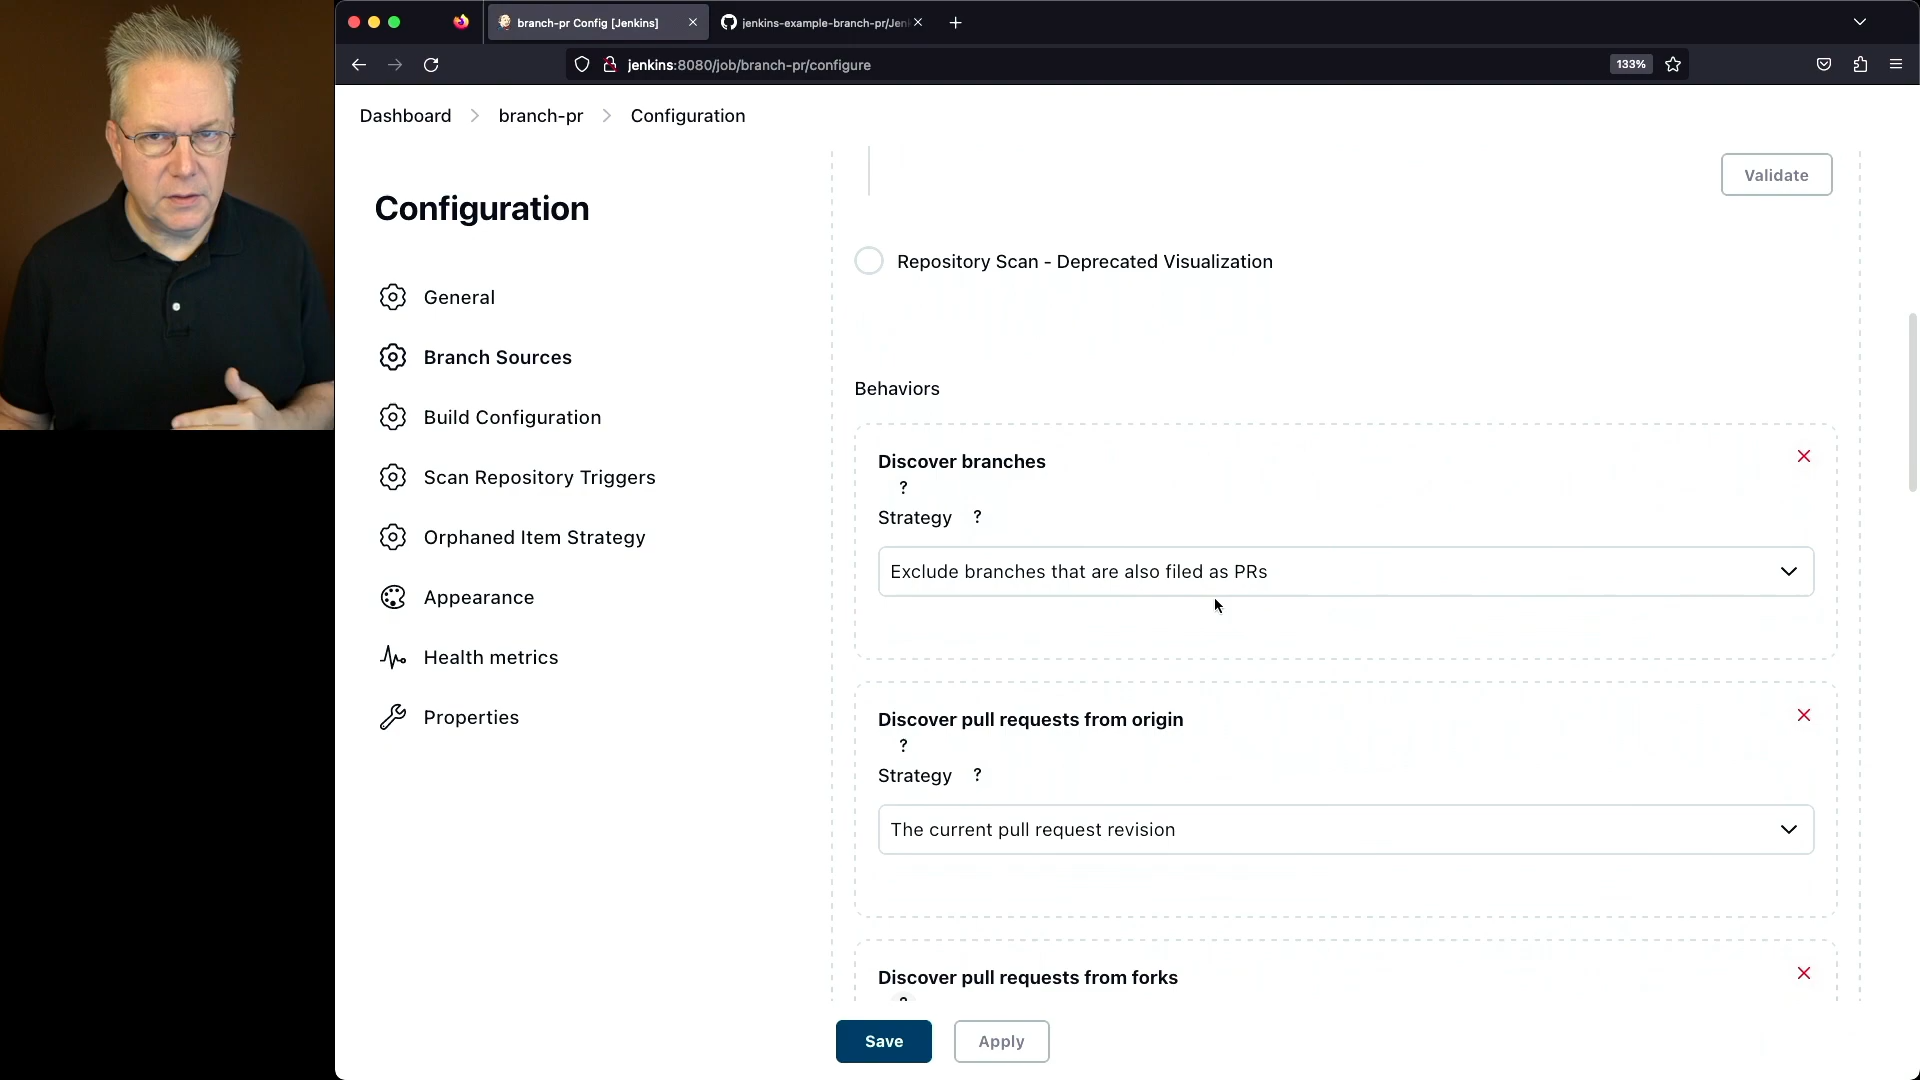 branch-pr Config [Jenkins]
jenkins-example-branch-pr/Jen
jenkins:8080/job/branch-pr/configure
133%
Dashboard > branch-pr > Configuration
Configuration
General
Branch Sources
Build Configuration
Scan Repository Triggers
Orphaned Item Strategy
Appearance
Health metrics
Properties
Validate
Repository Scan - Deprecated Visualization
Behaviors
Discover branches
?
Strategy ?
Exclude branches that are also filed as PRs
Discover pull requests from origin
?
Strategy ?
The current pull request revision
Discover pull requests from forks
?
Save
Apply